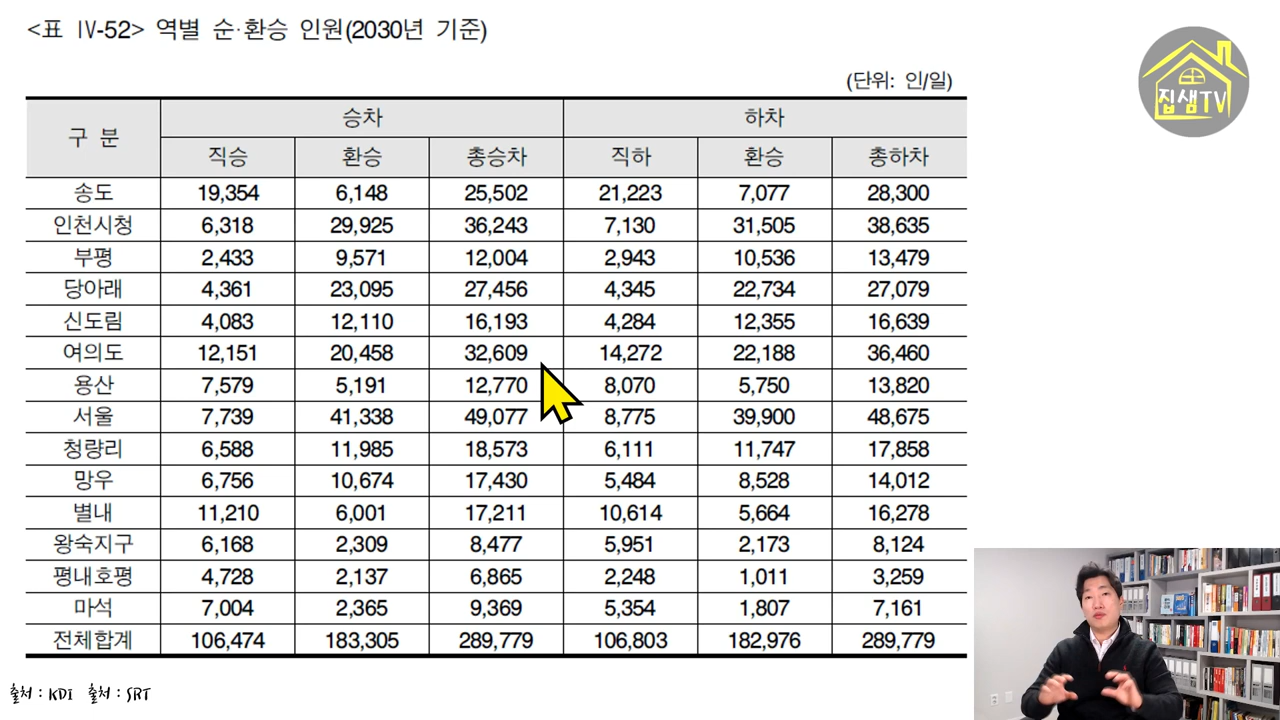 <표 Ⅳ-52> 역별 순·환승 인원(2030년 기준)
집샘TV
(단위: 인/일)
구 분 승차 하차
직승 환승 총승차 직하 환승 총하차
송도 19,354 6,148 25,502 21,223 7,077 28,300
인천시청 6,318 29,925 36,243 7,130 31,505 38,635
부평 2,433 9,571 12,004 2,943 10,536 13,479
당아래 4,361 23,095 27,456 4,345 22,734 27,079
신도림 4,083 12,110 16,193 4,284 12,355 16,639
여의도 12,151 20,458 32,609 14,272 22,188 36,460
용산 7,579 5,191 12,770 8,070 5,750 13,820
서울 7,739 41,338 49,077 8,775 39,900 48,675
청량리 6,588 11,985 18,573 6,111 11,747 17,858
망우 6,756 10,674 17,430 5,484 8,528 14,012
별내 11,210 6,001 17,211 10,614 5,664 16,278
왕숙지구 6,168 2,309 8,477 5,951 2,173 8,124
평내호평 4,728 2,137 6,865 2,248 1,011 3,259
마석 7,004 2,365 9,369 5,354 1,807 7,161
전체합계 106,474 183,305 289,779 106,803 182,976 289,779
출처 : KDI 출처 : SRT